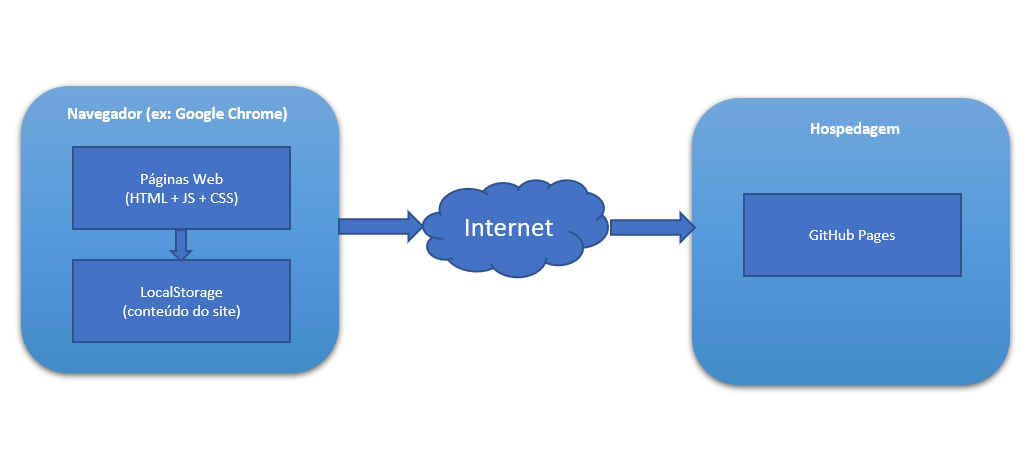 Navegador (ex: Google Chrome)
Páginas Web
(HTML + JS + CSS)
LocalStorage
(conteúdo do site)
Internet
Hospedagem
GitHub Pages